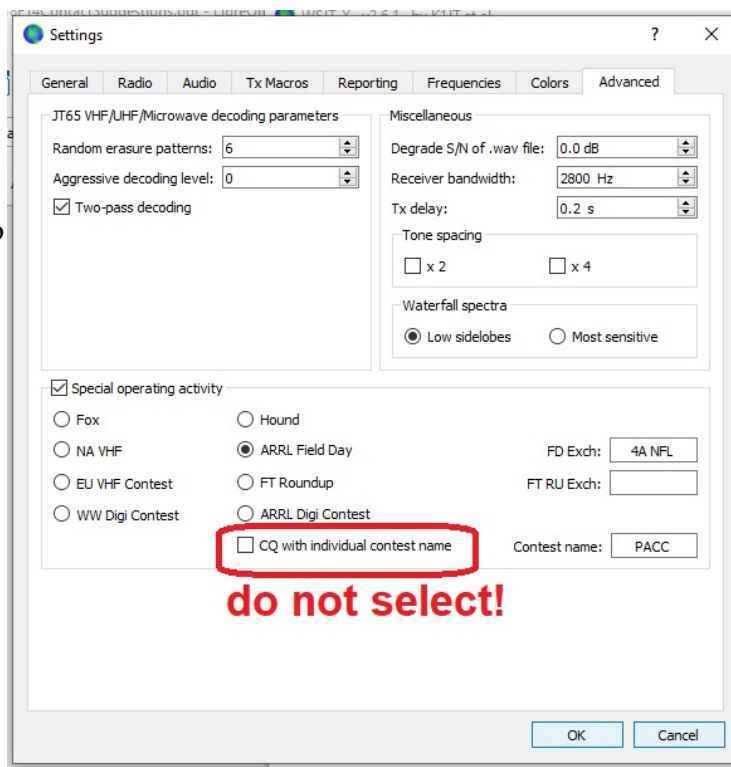 Settings
? X
General Radio Audio Tx Macros Reporting Frequencies Colors Advanced
JT65 VHF/UHF/Microwave decoding parameters
Random erasure patterns: 6
Aggressive decoding level: 0
Two-pass decoding
Miscellaneous
Degrade S/N of .wav file: 0.0 dB
Receiver bandwidth: 2800 Hz
Tx delay: 0.2 s
Tone spacing
x 2 x 4
Waterfall spectra
Low sidelobes Most sensitive
Special operating activity
Fox Hound
NA VHF ARRL Field Day FD Exch: 4A NFL
EU VHF Contest FT Roundup FT RU Exch:
WW Digi Contest ARRL Digi Contest
CQ with individual contest name Contest name: PACC
do not select!
OK Cancel